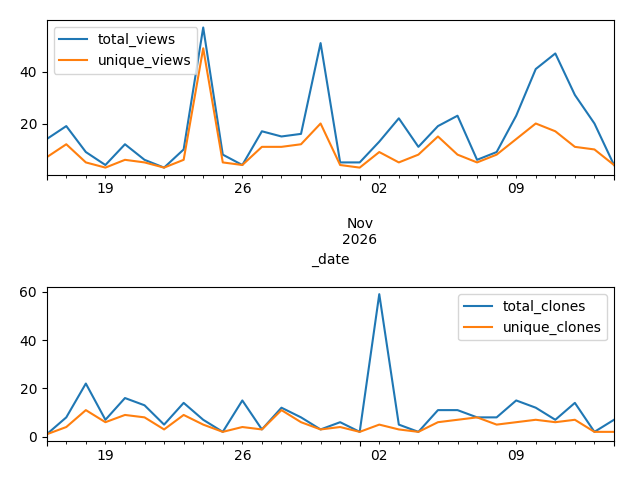 total_views
unique_views
40
20
19 26 02 09
Nov
2026
_date
60
40
20
0
total_clones
unique_clones
19 26 02 09